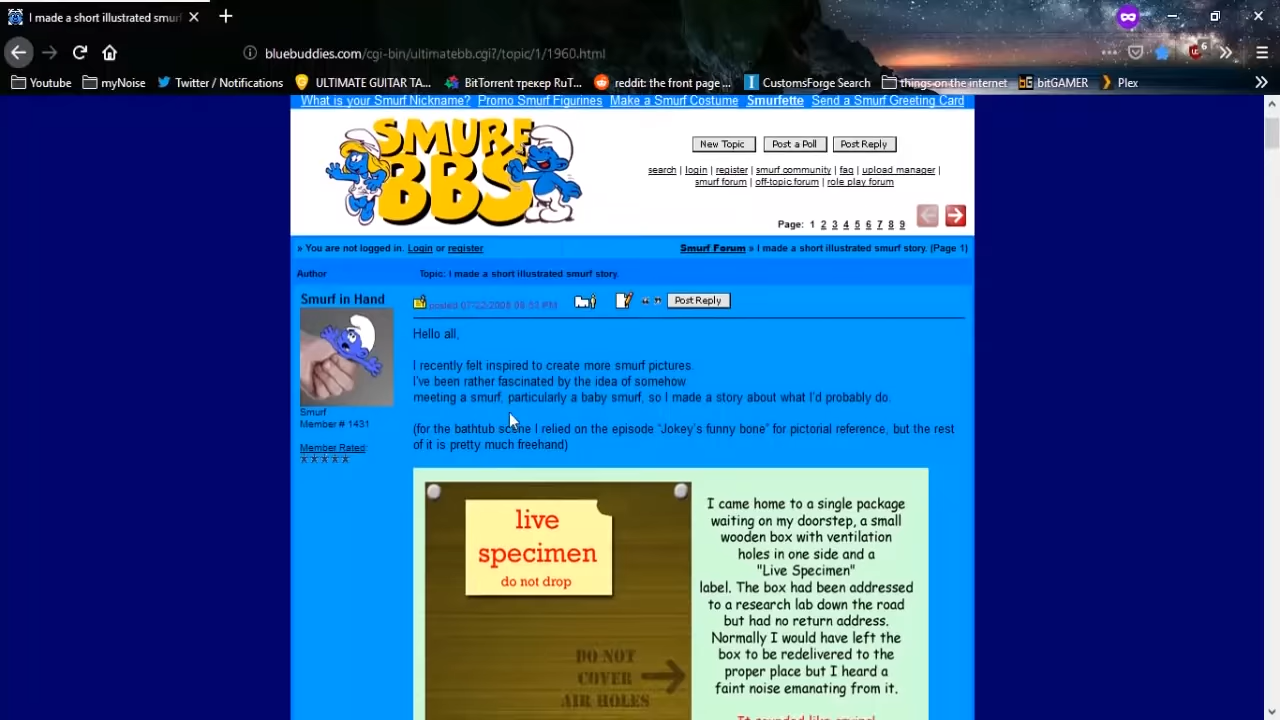 I made a short illustrated smurf
bluebuddies.com/cgi-bin/ultimatebb.cgi?/topic/1/1960.html
6
Youtube myNoise Twitter / Notifications ULTIMATE GUITAR TA... BitTorrent трекер RuT... reddit: the front page ... CustomsForge Search things on the internet bitGAMER Plex
What is your Smurf Nickname? Promo Smurf Figurines Make a Smurf Costume Smurfette Send a Smurf Greeting Card
SMURF
BBS
New Topic Post a Poll Post Reply
search | login | register | smurf community | faq | upload manager |
smurf forum | off-topic forum | role play forum
Page: 1 2 3 4 5 6 7 8 9
» You are not logged in. Login or register
Smurf Forum » I made a short illustrated smurf story. (Page 1)
Author
Topic: I made a short illustrated smurf story.
Smurf in Hand
Smurf
Member # 1431
Member Rated:
posted
Post Reply
Hello all,
I recently felt inspired to create more smurf pictures.
I've been rather fascinated by the idea of somehow
meeting a smurf, particularly a baby smurf, so I made a story about what I'd probably do.
(for the bathtub scene I relied on the episode "Jokey's funny bone" for pictorial reference, but the rest
of it is pretty much freehand)
live
specimen
do not drop
DO NOT
COVER
AIR HOLES
I came home to a single package
waiting on my doorstep, a small
wooden box with ventilation
holes in one side and a
"Live Specimen"
label. The box had been addressed
to a research lab down the road
but had no return address.
Normally I would have left the
box to be redelivered to the
proper place but I heard a
faint noise emanating from it.